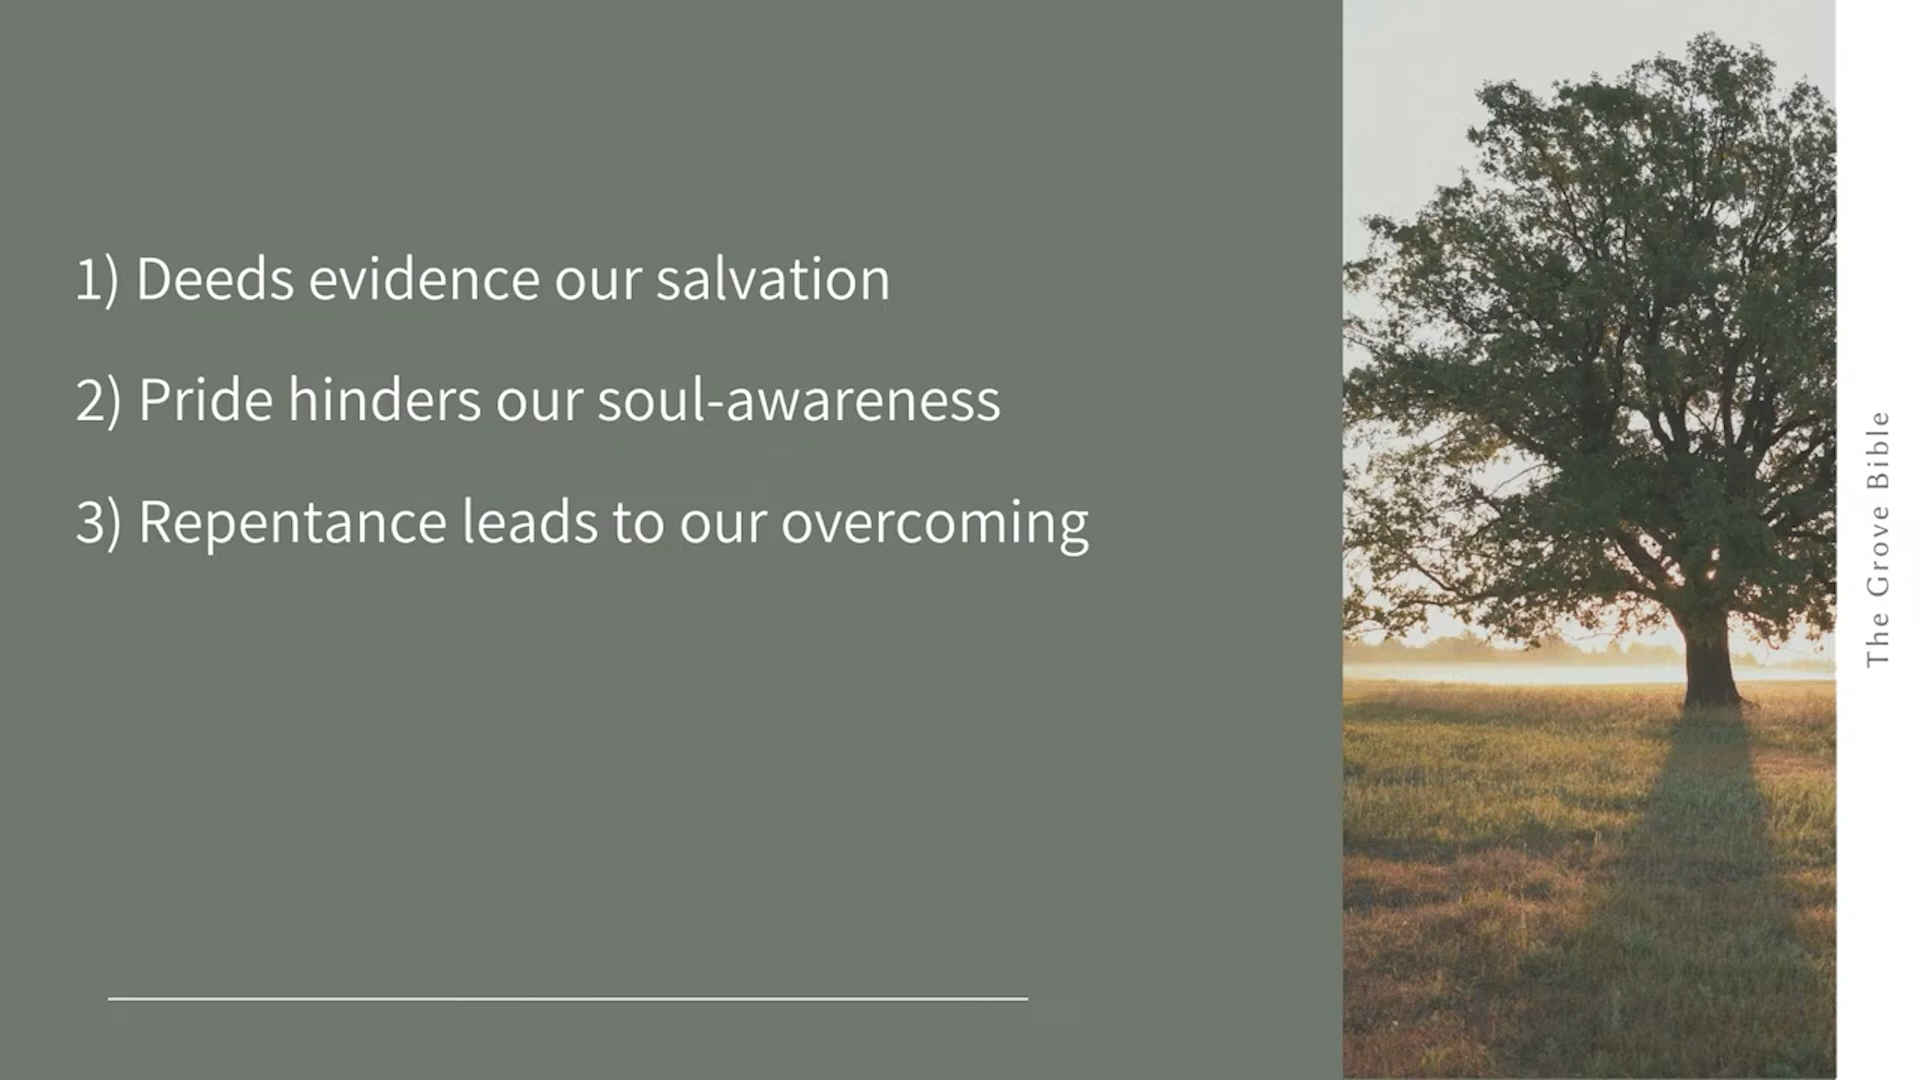 1) Deeds evidence our salvation
2) Pride hinders our soul-awareness
3) Repentance leads to our overcoming
The Grove Bible